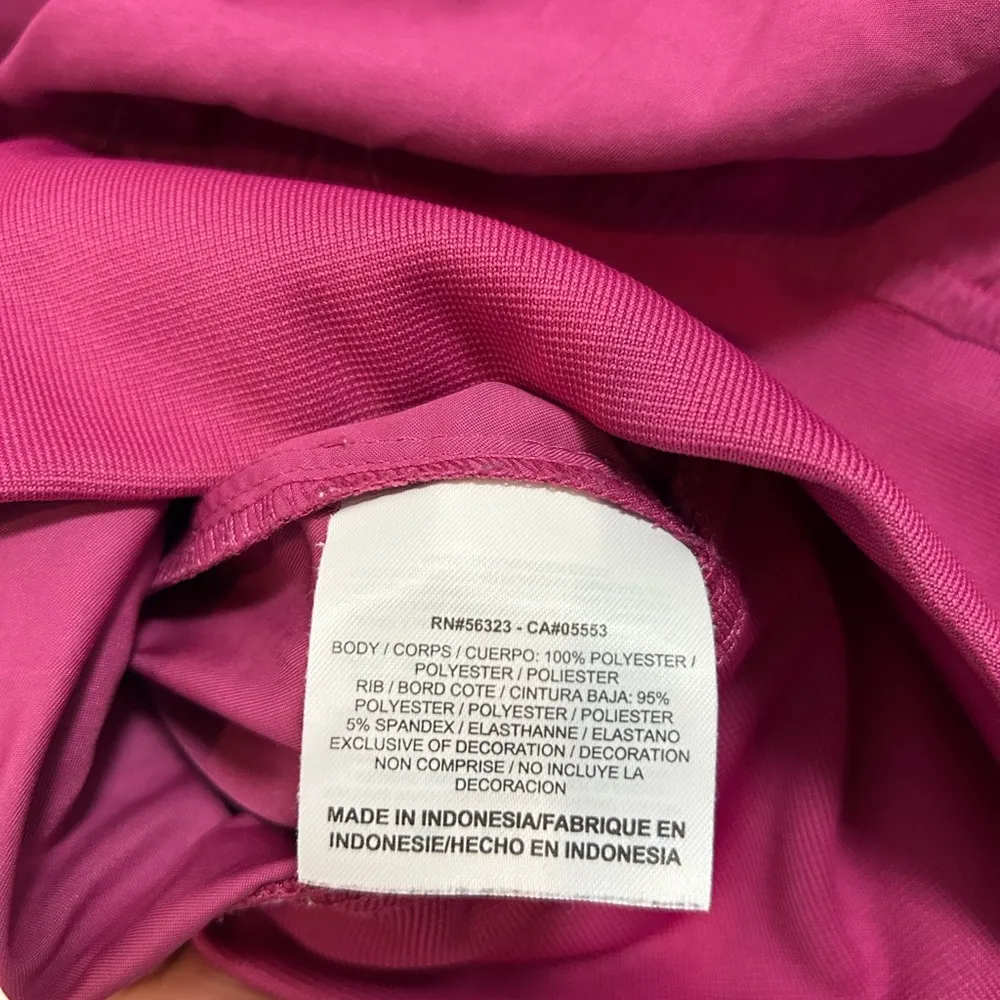 RN#56323 - CA#05553
BODY / CORPS / CUERPO: 100% POLYESTER /
POLYESTER / POLIESTER
RIB / BORD COTE / CINTURA BAJA: 95%
POLYESTER / POLYESTER / POLIESTER
5% SPANDEX / ELASTHANNE / ELASTANO
EXCLUSIVE OF DECORATION / DECORATION
NON COMPRISE / NO INCLUYE LA
DECORACION
MADE IN INDONESIA/FABRIQUE EN
INDONESIE/HECHO EN INDONESIA